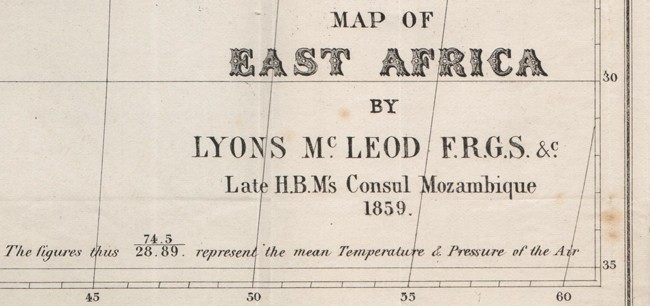 MAP OF
EAST AFRICA
30
BY
LYONS Mc LEOD F.R.G.S. &c.
Late H.B.M's Consul Mozambique
1859.
The figures thus 74.5 / 28.89. represent the mean Temperature & Pressure of the Air
35
45 50 55 60